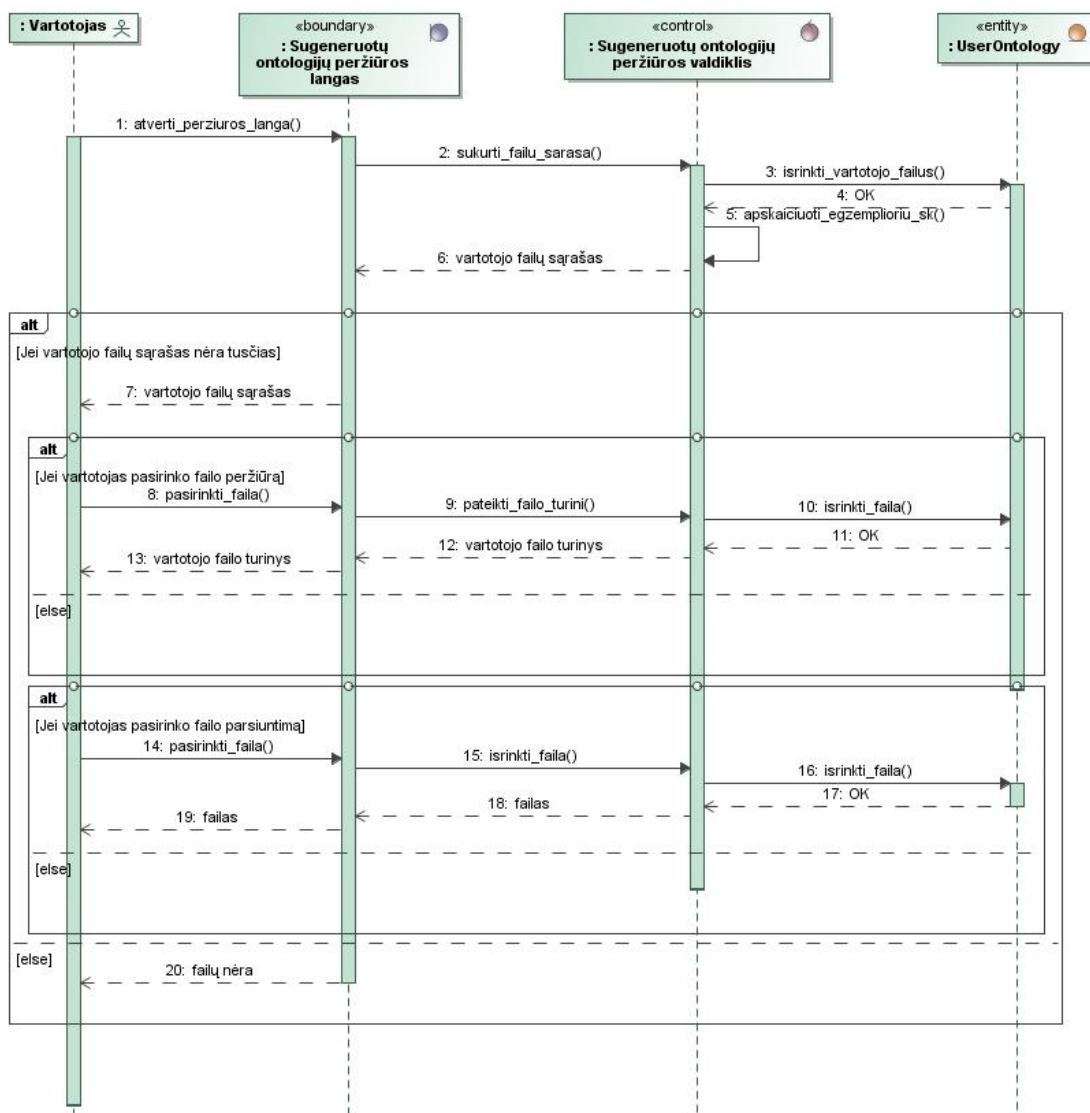 : Vartotojas
«boundary»
: Sugeneruotų
ontologijų peržiūros
langas
«control»
: Sugeneruotų ontologijų
peržiūros valdiklis
«entity»
: UserOntology
1: atverti_perziuros_langa()
2: sukurti_failu_sarasa()
3: isrinkti_vartotojo_failus()
4: OK
5: apskaiciuoti_egzemplioriu_sk()
6: vartotojo failų sąrašas
alt
[Jei vartotojo failų sąrašas nėra tusčias]
7: vartotojo failų sąrašas
alt
[Jei vartotojas pasirinko failo peržiūrą]
8: pasirinkti_faila()
9: pateikti_failo_turini()
10: isrinkti_faila()
11: OK
12: vartotojo failo turinys
13: vartotojo failo turinys
[else]
alt
[Jei vartotojas pasirinko failo parsiuntimą]
14: pasirinkti_faila()
15: isrinkti_faila()
16: isrinkti_faila()
17: OK
18: failas
19: failas
[else]
[else]
20: failų nėra